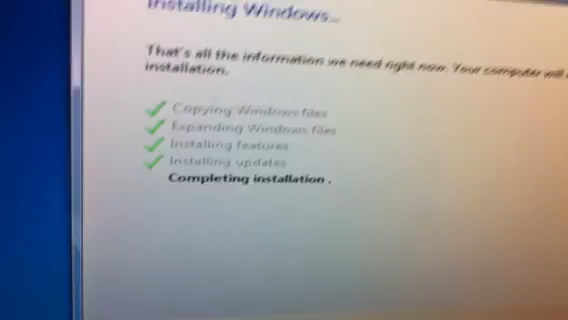 Installing Windows...
That's all the information we need right now. Your computer will
installation.
Copying Windows files
Expanding Windows files
Installing features
Installing updates
Completing installation .